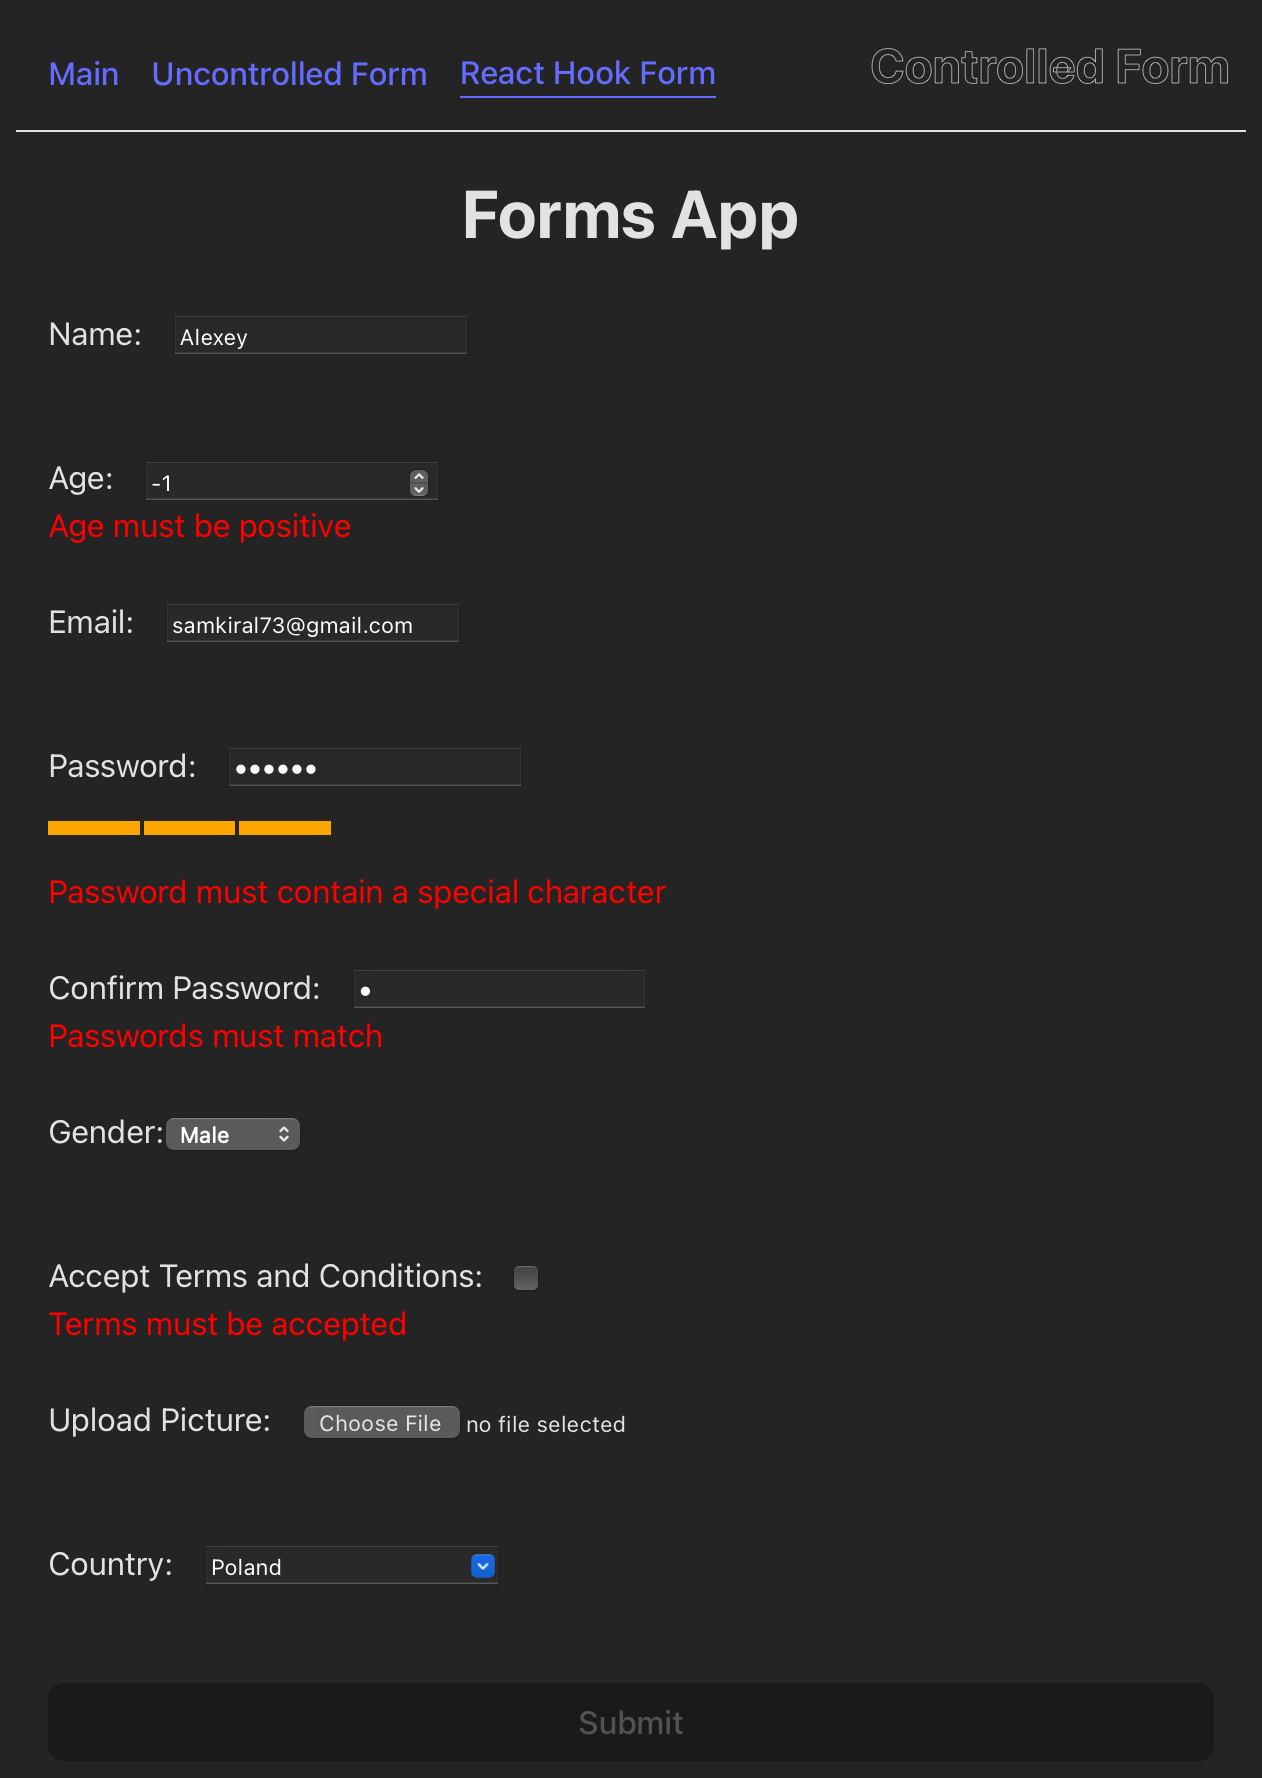 Main Uncontrolled Form React Hook Form Controlled Form
Forms App
Name: Alexey
Age: -1
Age must be positive
Email: samkiral73@gmail.com
Password: ••••••
Password must contain a special character
Confirm Password: •
Passwords must match
Gender: Male
Accept Terms and Conditions:
Terms must be accepted
Upload Picture: Choose File no file selected
Country: Poland
Submit